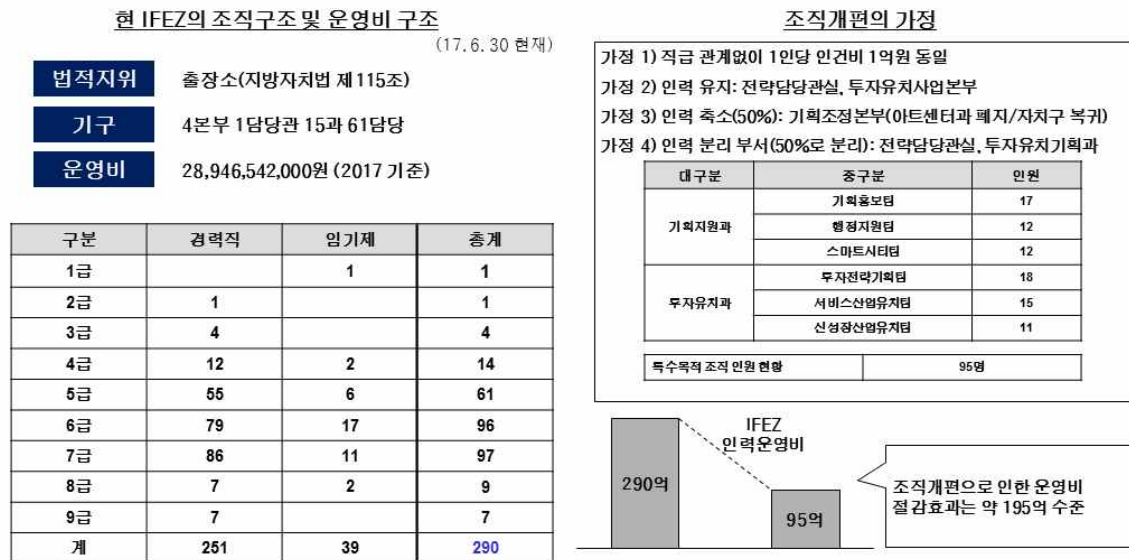 현 IFEZ의 조직구조 및 운영비 구조
(17.6.30 현재)
법적지위 출장소(지방자치법 제115조)
기구 4본부 1담당관 15과 61담당
운영비 28,946,542,000원 (2017 기준)
구분 경력직 임기제 총계
1급 1 1
2급 1 1
3급 4 4
4급 12 2 14
5급 55 6 61
6급 79 17 96
7급 86 11 97
8급 7 2 9
9급 7 7
계 251 39 290
조직개편의 가정
가정 1) 직급 관계없이 1인당 인건비 1억원 동일
가정 2) 인력 유지: 전략담당관실, 투자유치사업본부
가정 3) 인력 축소(50%): 기획조정본부(아트센터과 폐지/자치구 복귀)
가정 4) 인력 분리 부서(50%로 분리): 전략담당관실, 투자유치기획과
대구분 중구분 인원
기획지원과 기획홍보팀 17
행정지원팀 12
스마트시티팀 12
투자유치과 투자전략기획팀 18
서비스산업유치팀 15
신성장산업유치팀 11
특수목적 조직 인원 현황 95명
IFEZ
인력운영비
290억
95억
조직개편으로 인한 운영비
절감효과는 약 195억 수준